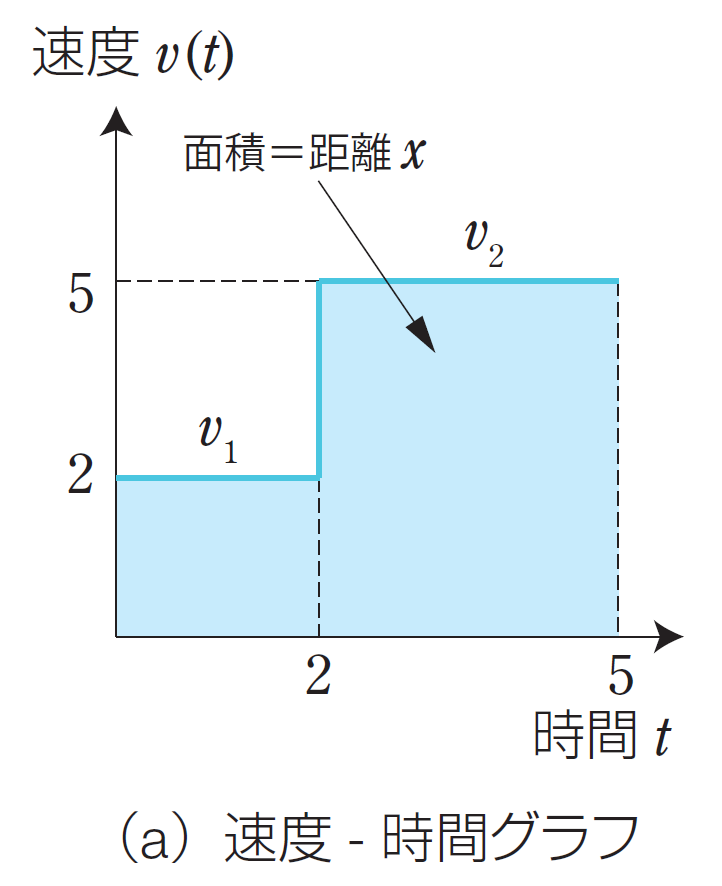 速度 v(t)
面積＝距離 x
v2
5
v1
2
2
5
時間 t
（a）速度 - 時間グラフ